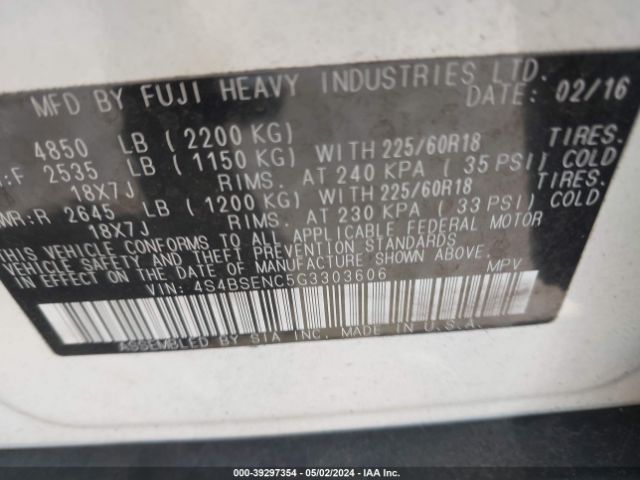 MFD BY FUJI HEAVY INDUSTRIES LTD.
DATE: 02/16
4850 LB (2200 KG)
:F 2535 LB (1150 KG) WITH 225/60R18 TIRES.
18X7J RIMS. AT 240 KPA (35 PSI) COLD
WR:R 2645 LB (1200 KG) WITH 225/60R18 TIRES.
18X7J RIMS. AT 230 KPA (33 PSI) COLD
THIS VEHICLE CONFORMS TO ALL APPLICABLE FEDERAL MOTOR
VEHICLE SAFETY AND THEFT PREVENTION STANDARDS
IN EFFECT ON THE DATE OF MANUFACTURE SHOWN ABOVE.
VIN: 4S4BSENC5G3303606 MPV
ASSEMBLED BY SIA INC. MADE IN U.S.A.
000-39297354 | 05/02/2024 | IAA Inc.